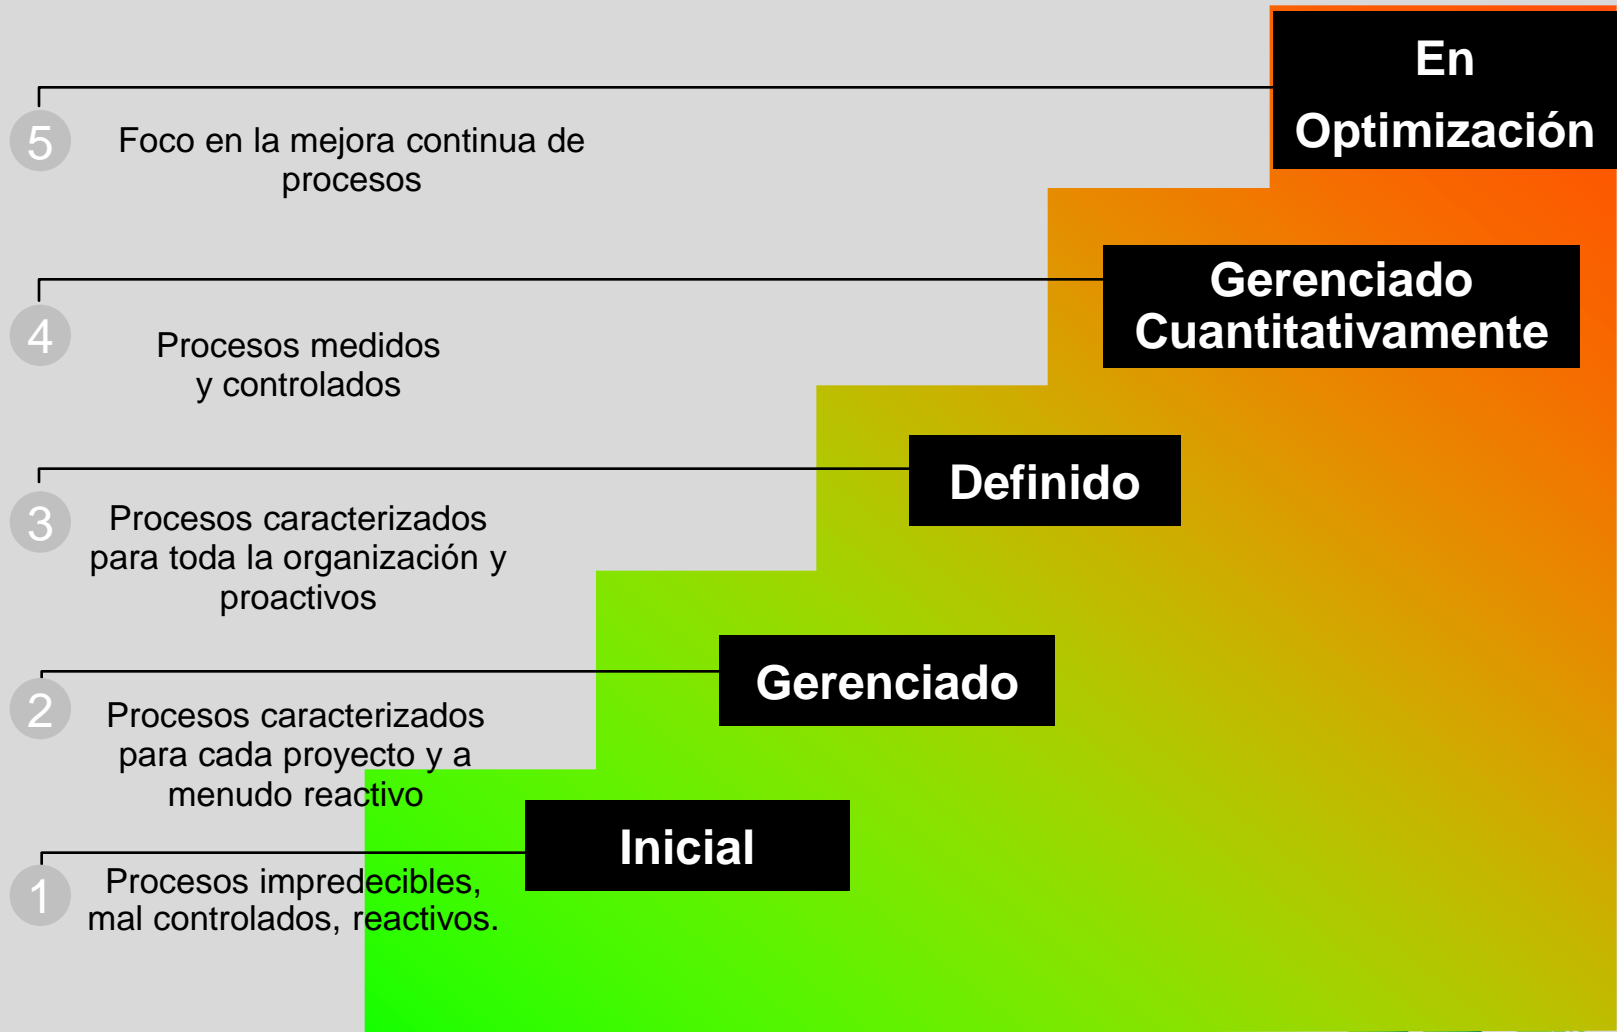 En
Optimización
5
Foco en la mejora continua de
procesos
Gerenciado
Cuantitativamente
4
Procesos medidos
y controlados
Definido
3
Procesos caracterizados
para toda la organización y
proactivos
Gerenciado
2
Procesos caracterizados
para cada proyecto y a
menudo reactivo
Inicial
1
Procesos impredecibles,
mal controlados, reactivos.